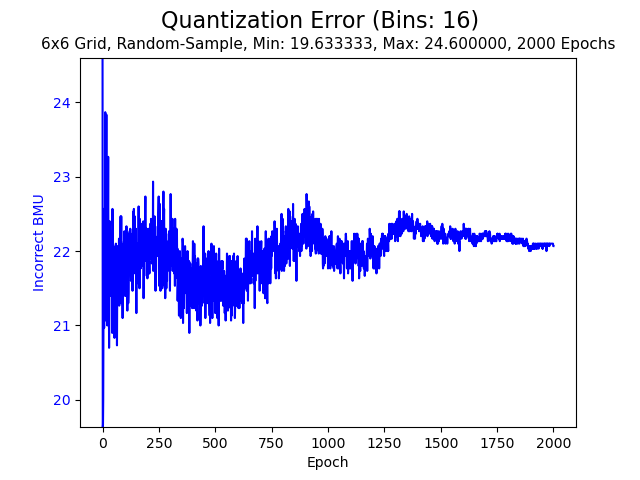 Quantization Error (Bins: 16)
6x6 Grid, Random-Sample, Min: 19.633333, Max: 24.600000, 2000 Epochs
24
23
22
21
20
Incorrect BMU
0 250 500 750 1000 1250 1500 1750 2000
Epoch